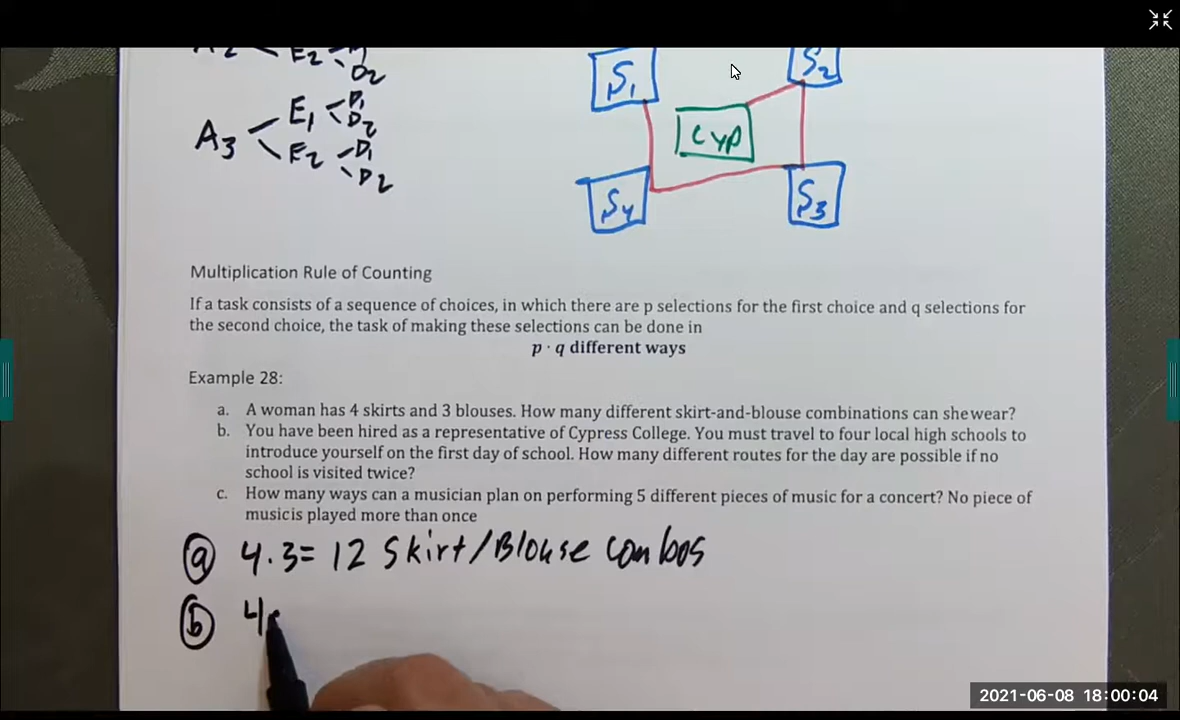 A2 E2 D2
S1 S2
E1 D1 D2
CYP
A3 E2 D1 D2
S4 S3
Multiplication Rule of Counting
If a task consists of a sequence of choices, in which there are p selections for the first choice and q selections for
the second choice, the task of making these selections can be done in
p · q different ways
Example 28:
a. A woman has 4 skirts and 3 blouses. How many different skirt-and-blouse combinations can she wear?
b. You have been hired as a representative of Cypress College. You must travel to four local high schools to
introduce yourself on the first day of school. How many different routes for the day are possible if no
school is visited twice?
c. How many ways can a musician plan on performing 5 different pieces of music for a concert? No piece of
music is played more than once
a 4·3= 12 Skirt/Blouse combos
b 4
2021-06-08 18:00:04